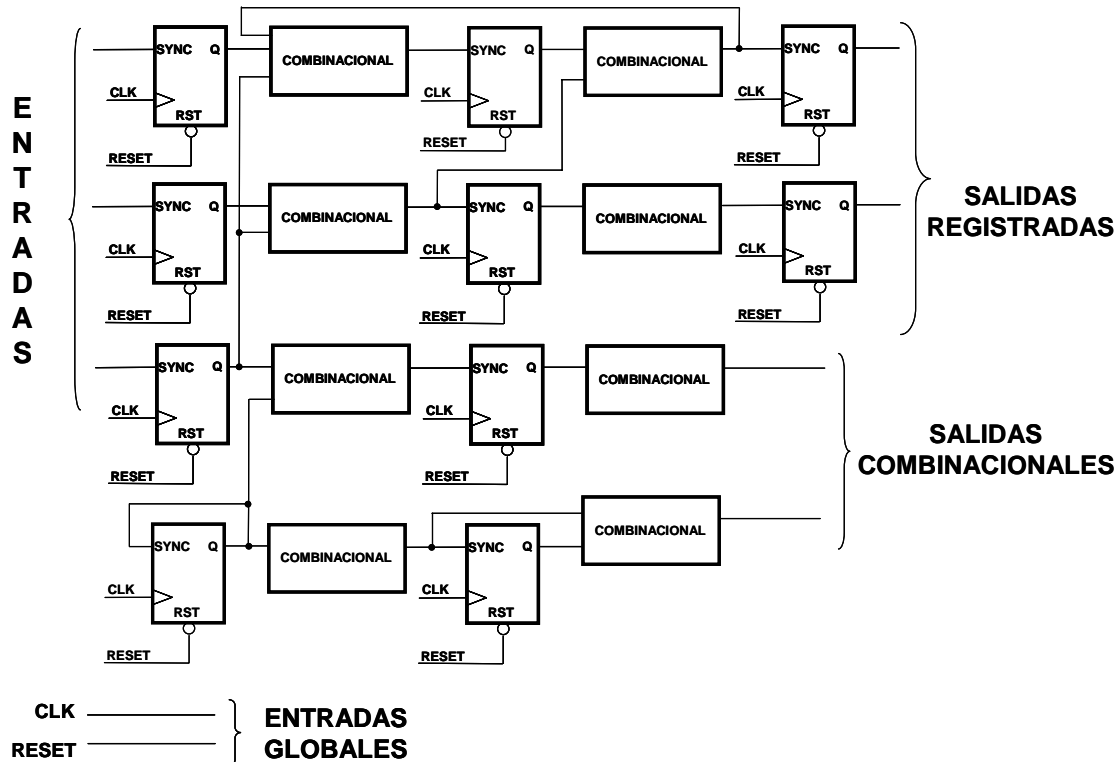 ENTRADAS
SYNC Q
COMBINACIONAL
SYNC Q
COMBINACIONAL
SYNC Q
CLK
CLK
CLK
RST
RST
RST
RESET
RESET
RESET
SYNC Q
COMBINACIONAL
SYNC Q
COMBINACIONAL
SYNC Q
CLK
CLK
CLK
RST
RST
RST
RESET
RESET
RESET
SALIDAS
REGISTRADAS
SYNC Q
COMBINACIONAL
SYNC Q
COMBINACIONAL
CLK
CLK
RST
RST
RESET
RESET
SYNC Q
COMBINACIONAL
SYNC Q
COMBINACIONAL
CLK
CLK
RST
RST
RESET
RESET
SALIDAS
COMBINACIONALES
CLK
RESET
ENTRADAS
GLOBALES